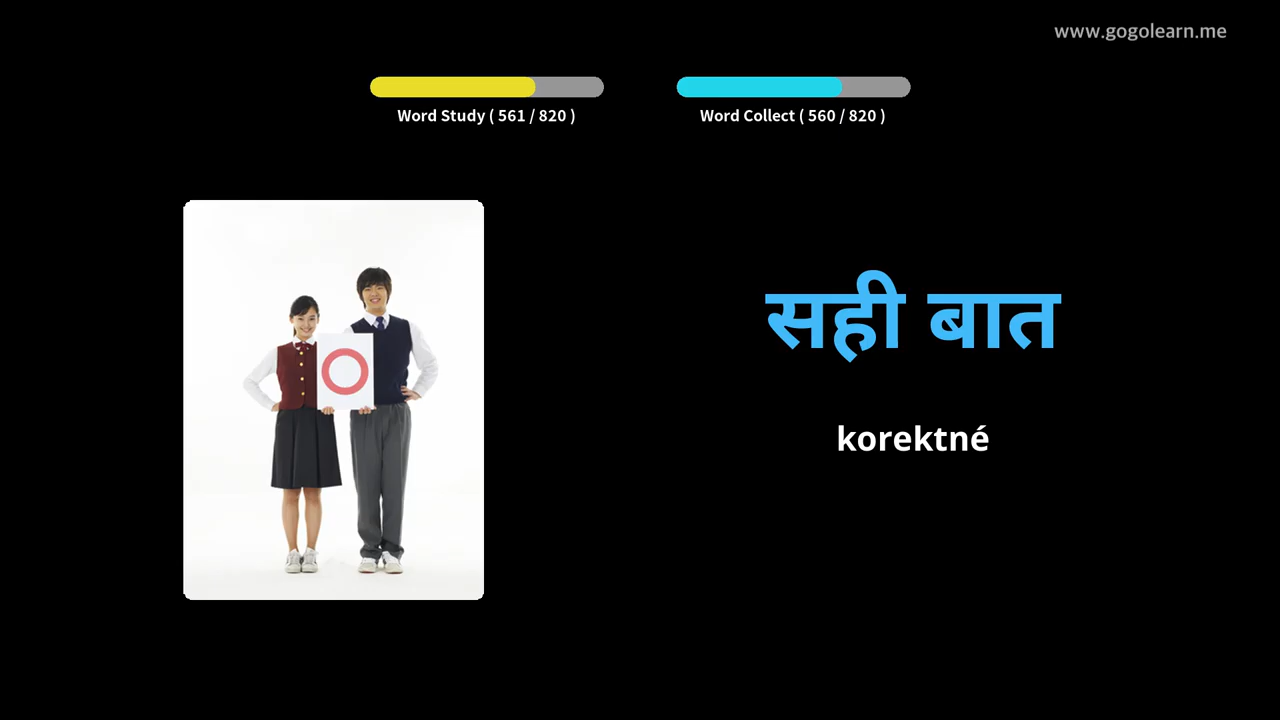 www.gogolearn.me
Word Study ( 561 / 820 )
Word Collect ( 560 / 820 )
सही बात
korektné